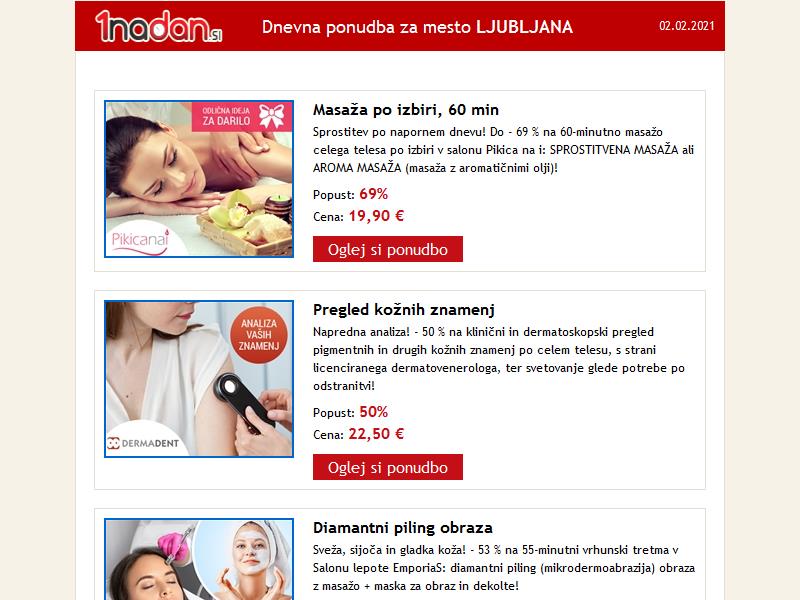 1nadan.si
Dnevna ponudba za mesto LJUBLJANA
02.02.2021
ODLIČNA IDEJA
ZA DARILO
Pikicanai
Masaža po izbiri, 60 min
Sprostitev po napornem dnevu! Do - 69 % na 60-minutno masažo
celega telesa po izbiri v salonu Pikica na i: SPROSTITVENA MASAŽA ali
AROMA MASAŽA (masaža z aromatičnimi olji)!
Popust: 69%
Cena: 19,90 €
Oglej si ponudbo
ANALIZA
VAŠIH
ZNAMENJ
DERMADENT
Pregled kožnih znamenj
Napredna analiza! - 50 % na klinični in dermatoskopski pregled
pigmentnih in drugih kožnih znamenj po celem telesu, s strani
licenciranega dermatovenerologa, ter svetovanje glede potrebe po
odstranitvi!
Popust: 50%
Cena: 22,50 €
Oglej si ponudbo
Diamantni piling obraza
Sveža, sijoča in gladka koža! - 53 % na 55-minutni vrhunski tretma v
Salonu lepote EmporiaS: diamantni piling (mikrodermoabrazija) obraza
z masažo + maska za obraz in dekolte!